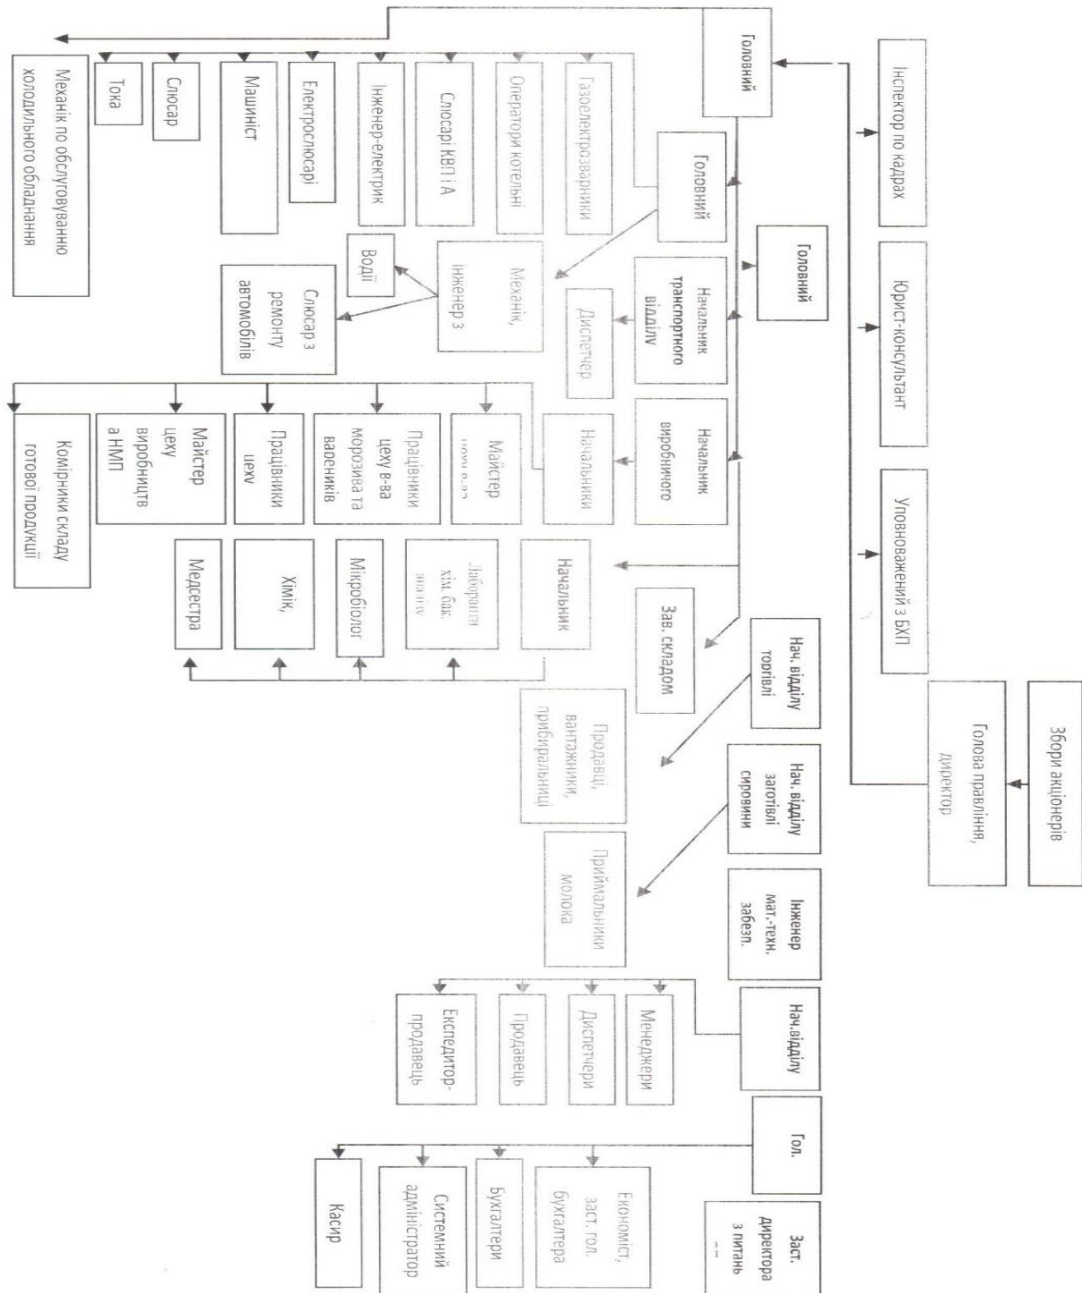 Збори акціонерів
Голова правління,
директор
Інспектор по кадрах
Юрист-консультант
Уповноважений з БХП
Головний
Головний
Нач. відділу
торгівлі
Нач. відділу
заготівлі
сировини
Інженер
мат.-техн.
забезп.
Нач.відділу
Гол.
Заст.
директора
з питань
Головний
Начальник
транспортного
відділу
Начальник
виробничого
Зав. складом
Менеджери
Диспетчери
Продавець
Експедитор-
продавець
Економіст,
заст. гол.
бухгалтера
Бухгалтери
Системний
адміністратор
Касир
Газоелектрозварники
Оператори котельні
Слюсарі КВП і А
Інженер-електрик
Електрослюсарі
Машиніст
Слюсар
Тока
Механік по обслуговуванню
холодильного обладнання
Диспетчер
Механік,
інженер з
Водії
Слюсар з
ремонту
автомобілів
Начальники
Майстер
Працівники
цеху в-ва
морозива та
вареників
Працівники
цеху
Майстер
цеху
виробництв
а НМП
Комірники складу
готової продукції
Начальник
Лаборанти
хім. бак.
аналізу
Мікробіолог
Хімік,
Медсестра
Продавці,
вантажники,
прибиральниці
Приймальники
молока